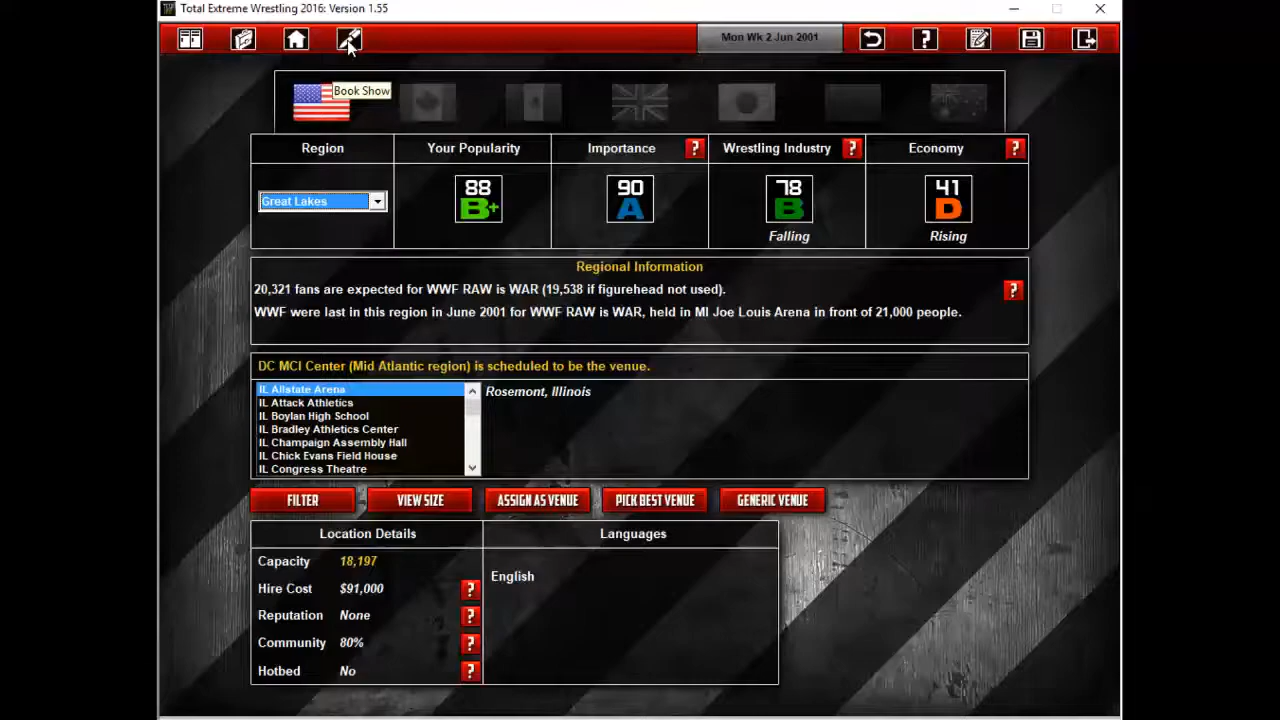 Total Extreme Wrestling 2016: Version 1.55
Mon Wk 2 Jun 2001
?
Book Show
Region
Your Popularity
Importance
?
Wrestling Industry
?
Economy
?
Great Lakes
88
B+
90
A
78
B
Falling
41
D
Rising
Regional Information
20,321 fans are expected for WWF RAW is WAR (19,538 if figurehead not used).
?
WWF were last in this region in June 2001 for WWF RAW is WAR, held in MI Joe Louis Arena in front of 21,000 people.
DC MCI Center (Mid Atlantic region) is scheduled to be the venue.
IL Allstate Arena
IL Attack Athletics
IL Boylan High School
IL Bradley Athletics Center
IL Champaign Assembly Hall
IL Chick Evans Field House
IL Congress Theatre
Rosemont, Illinois
FILTER
VIEW SIZE
ASSIGN AS VENUE
PICK BEST VENUE
GENERIC VENUE
Location Details
Languages
Capacity 18,197
Hire Cost $91,000 ?
Reputation None ?
Community 80% ?
Hotbed No ?
English